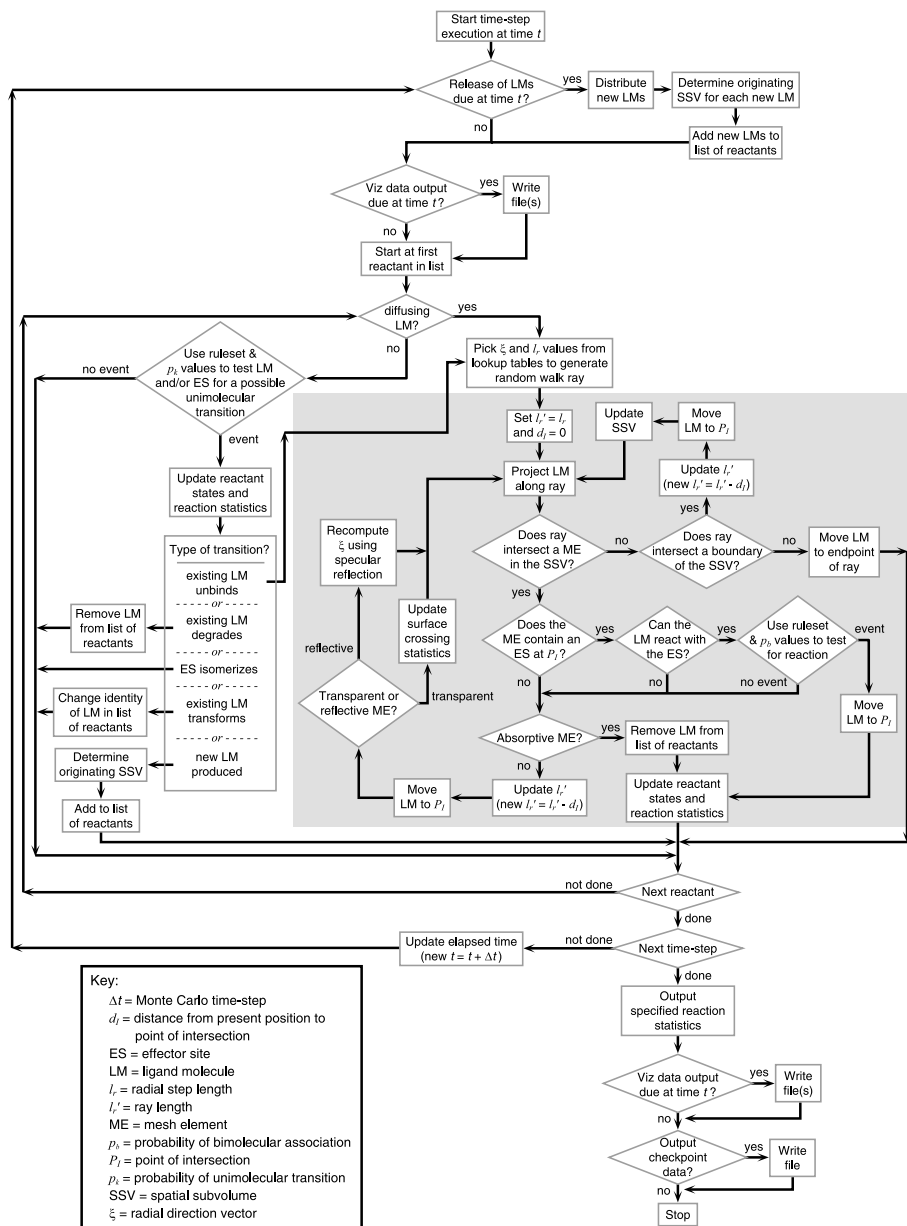 Start time-step
execution at time t
Release of LMs
due at time t?
yes
Distribute
new LMs
Determine originating
SSV for each new LM
no
Add new LMs to
list of reactants
Viz data output
due at time t?
yes
Write
file(s)
no
Start at first
reactant in list
diffusing
LM?
yes
no
Pick ξ and lr values from
lookup tables to generate
random walk ray
Use ruleset &
pk values to test LM
and/or ES for a possible
unimolecular
transition
no event
event
Set lr' = lr
and dI = 0
Update
SSV
Move
LM to PI
Update lr'
(new lr' = lr' - dI)
yes
Update reactant
states and
reaction statistics
Project LM
along ray
Recompute
ξ using
specular
reflection
Does ray
intersect a ME
in the SSV?
no
Does ray
intersect a boundary
of the SSV?
no
Move LM
to endpoint
of ray
yes
Type of transition?
existing LM
unbinds
or
existing LM
degrades
or
ES isomerizes
or
existing LM
transforms
or
new LM
produced
Remove LM
from list of
reactants
Change identity
of LM in list
of reactants
Determine
originating SSV
Add to list
of reactants
Update
surface
crossing
statistics
reflective
transparent
Transparent or
reflective ME?
Does the
ME contain an
ES at PI?
yes
Can the
LM react with
the ES?
yes
Use ruleset
& pb values to test
for reaction
event
no
no
no event
Move
LM to PI
Absorptive ME?
yes
Remove LM from
list of reactants
no
Move
LM to PI
Update lr'
(new lr' = lr' - dI)
Update reactant
states and
reaction statistics
not done
Next reactant
done
Update elapsed time
(new t = t + Δt)
not done
Next time-step
done
Output
specified reaction
statistics
Viz data output
due at time t?
yes
Write
file(s)
no
Output
checkpoint
data?
yes
Write
file
no
Stop
Key:
Δt = Monte Carlo time-step
dI = distance from present position to
point of intersection
ES = effector site
LM = ligand molecule
lr = radial step length
lr' = ray length
ME = mesh element
pb = probability of bimolecular association
PI = point of intersection
pk = probability of unimolecular transition
SSV = spatial subvolume
ξ = radial direction vector